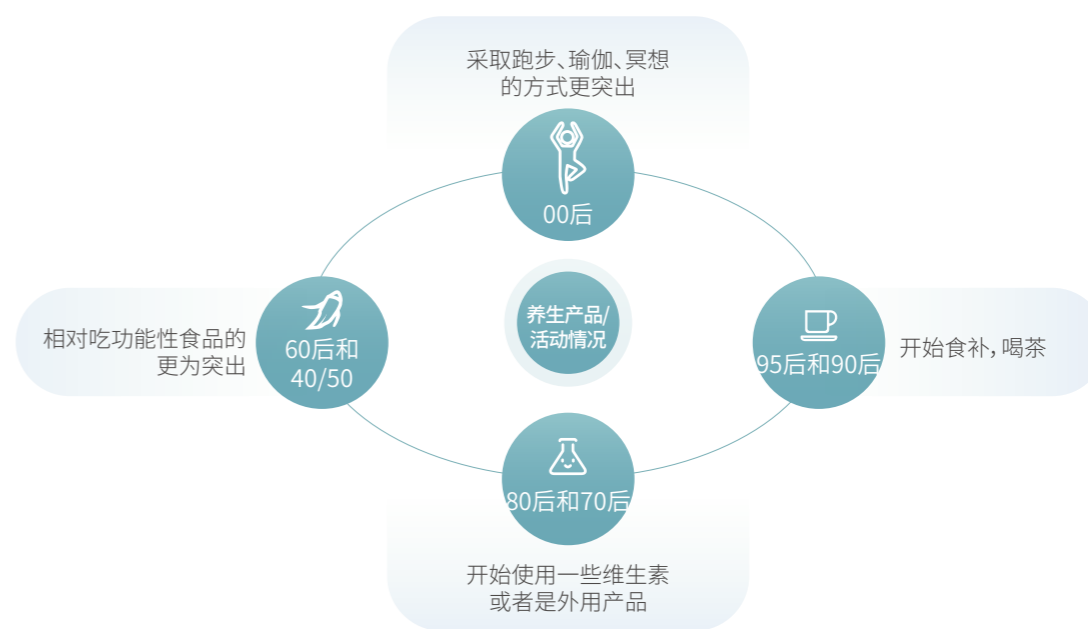 采取跑步、瑜伽、冥想
的方式更突出
00后
养生产品/
活动情况
相对吃功能性食品的
更为突出
60后和
40/50
95后和90后
开始食补，喝茶
80后和70后
开始使用一些维生素
或者是外用产品